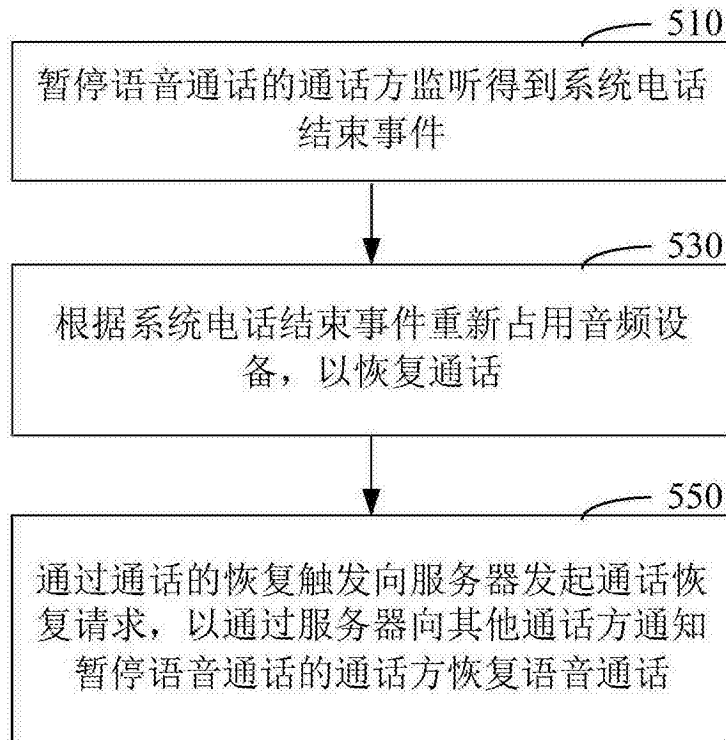 510
暂停语音通话的通话方监听得到系统电话
结束事件
530
根据系统电话结束事件重新占用音频设
备，以恢复通话
550
通过通话的恢复触发向服务器发起通话恢
复请求，以通过服务器向其他通话方通知
暂停语音通话的通话方恢复语音通话